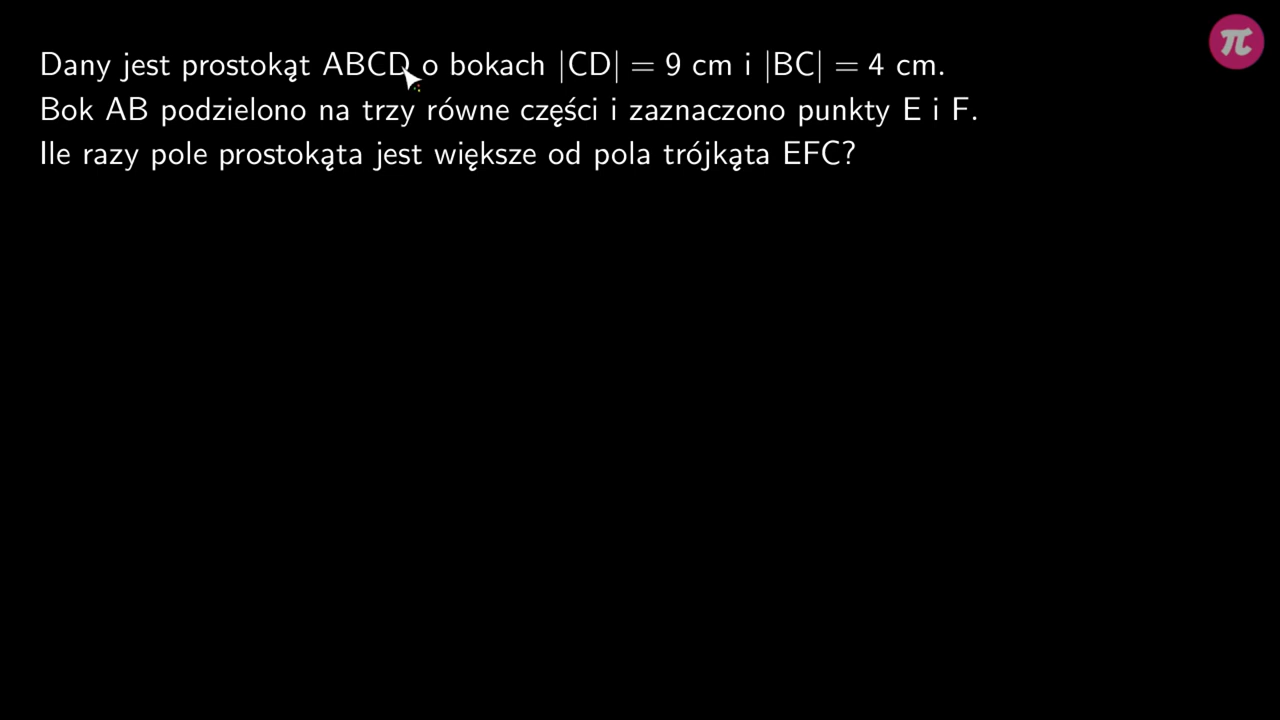 Dany jest prostokąt ABCD o bokach |CD| = 9 cm i |BC| = 4 cm.
Bok AB podzielono na trzy równe części i zaznaczono punkty E i F.
Ile razy pole prostokąta jest większe od pola trójkąta EFC?
π